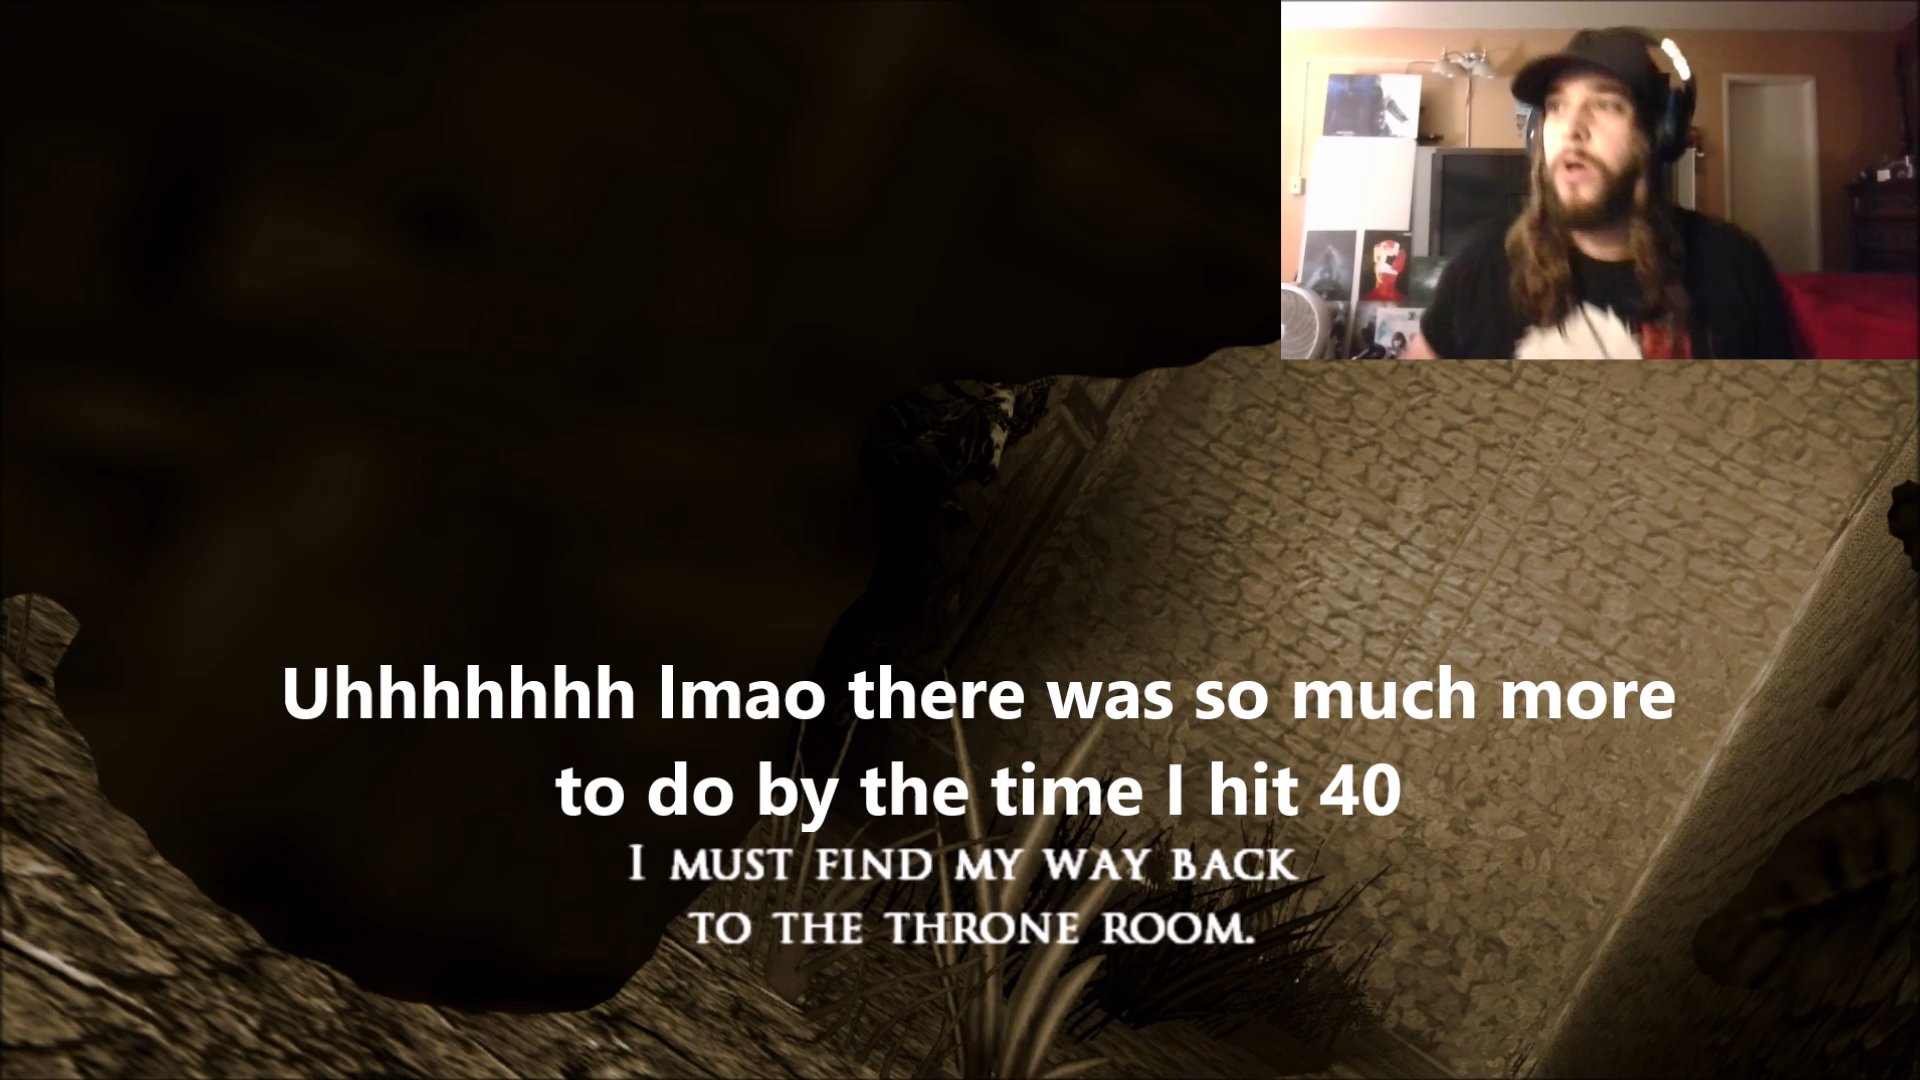 Uhhhhhhh lmao there was so much more
to do by the time I hit 40
I MUST FIND MY WAY BACK
TO THE THRONE ROOM.